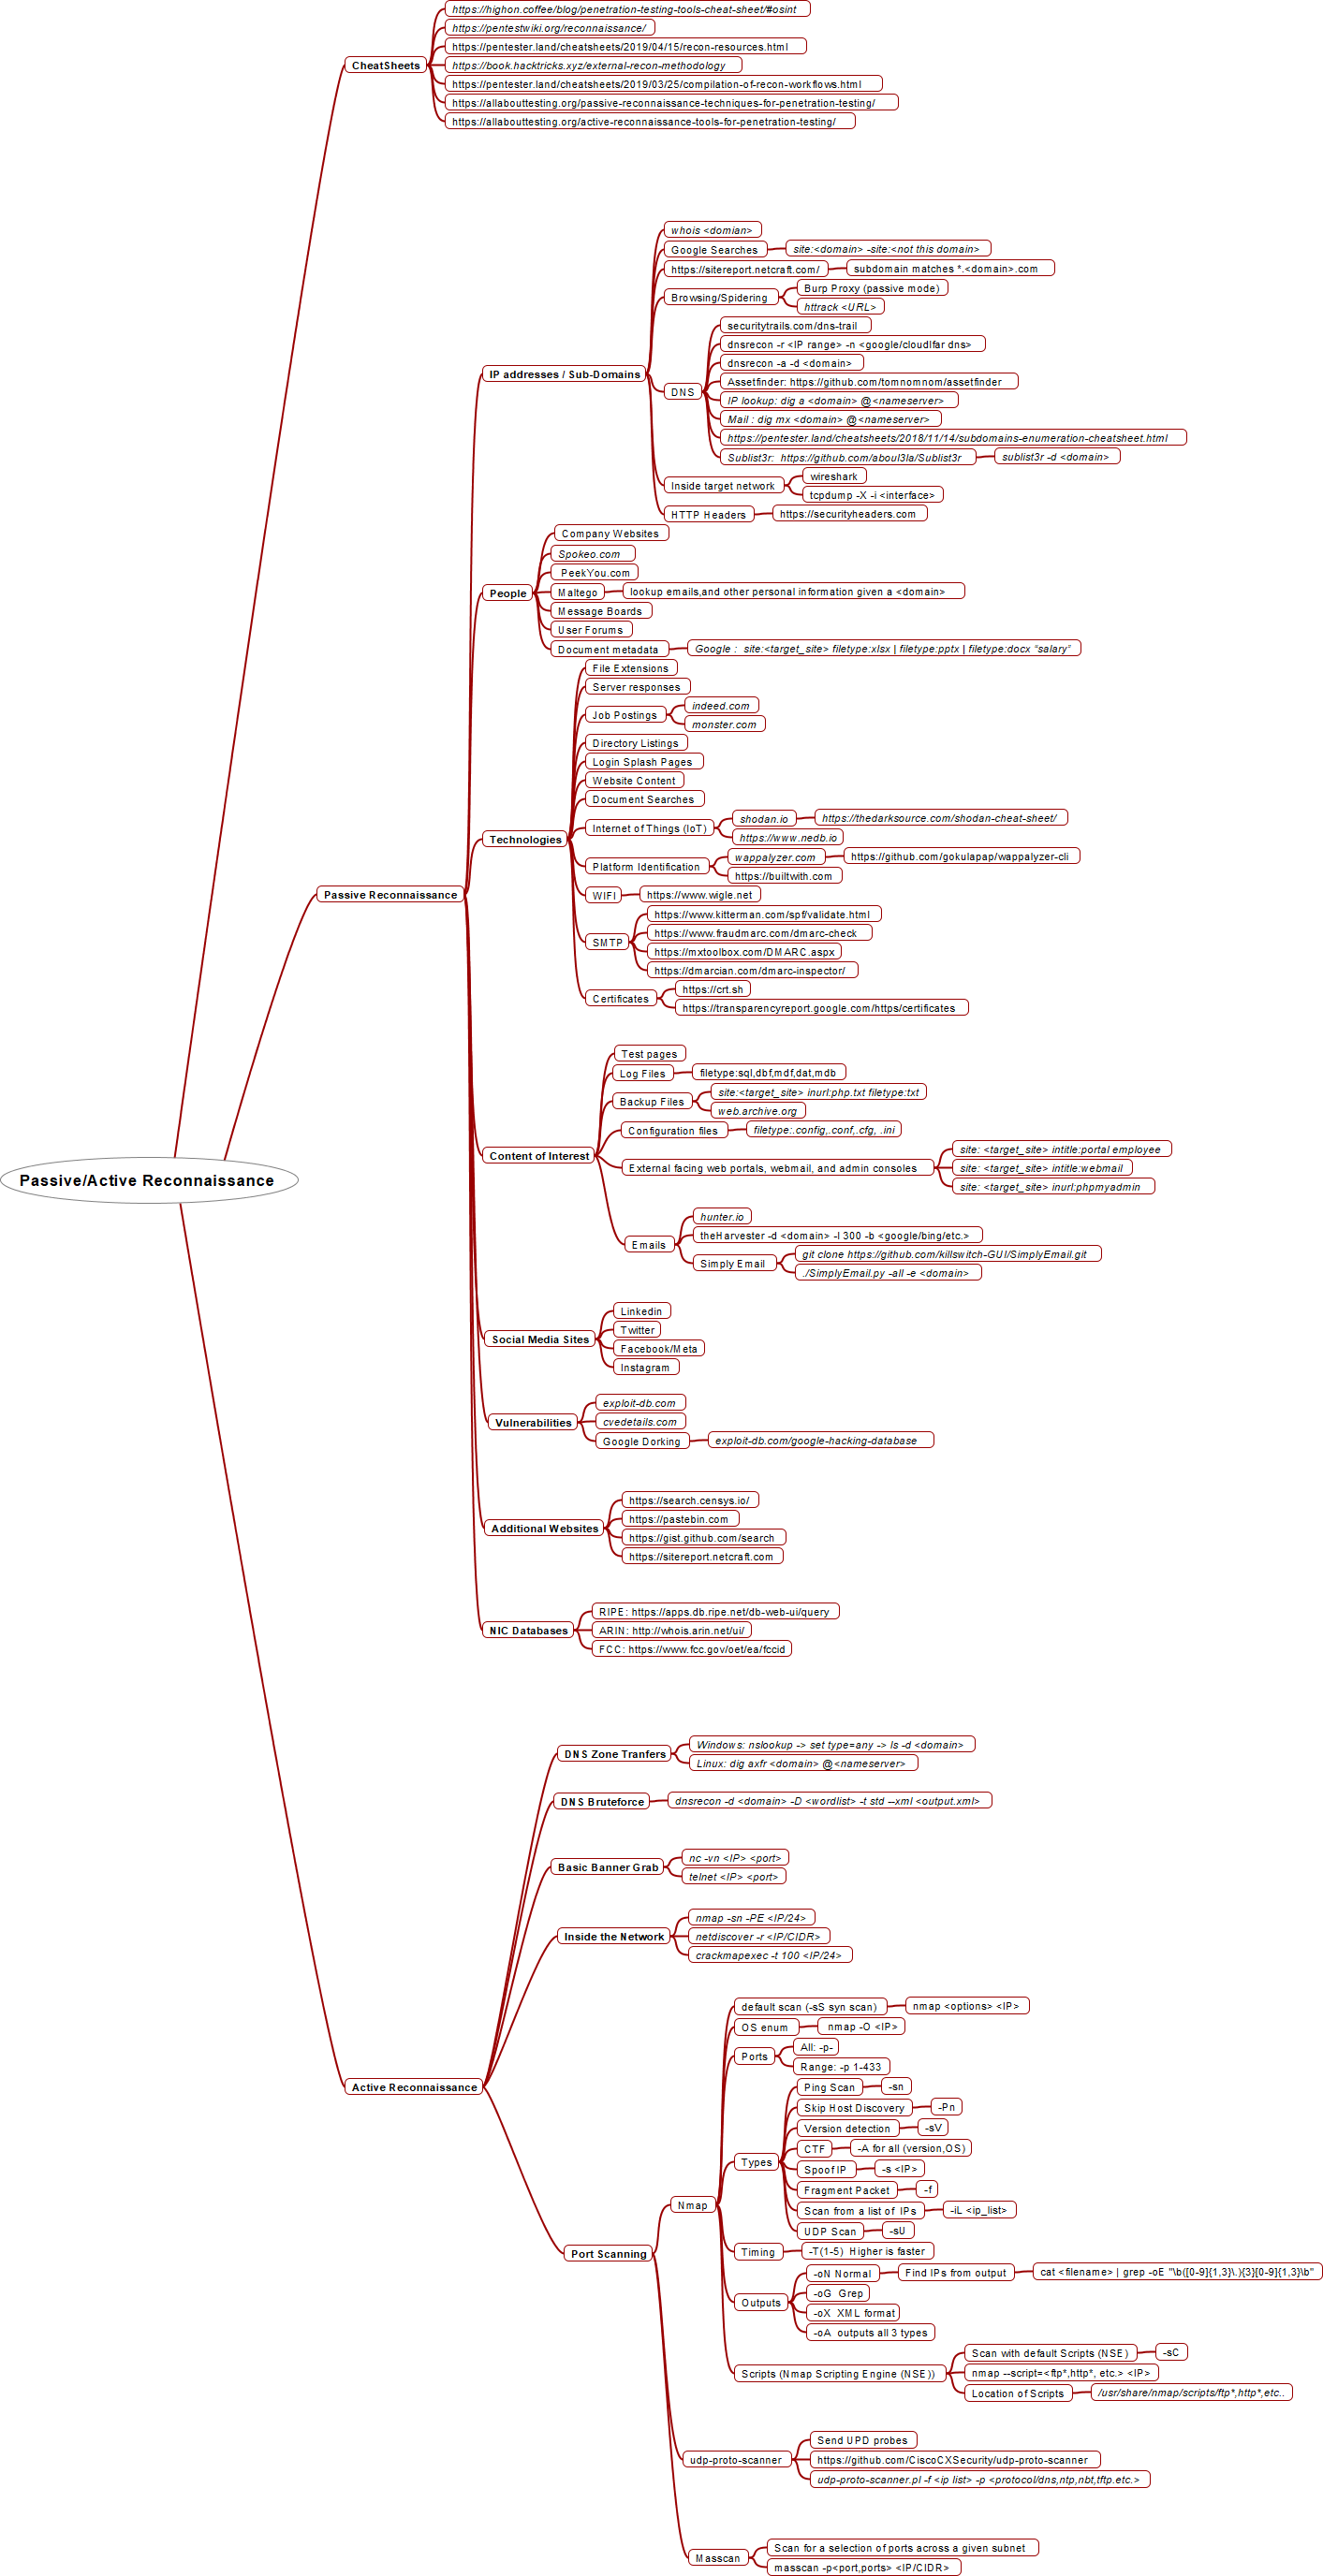 Passive/Active Reconnaissance
CheatSheets
https://highon.coffee/blog/penetration-testing-tools-cheat-sheet/#osint
https://pentestwiki.org/reconnaissance/
https://pentester.land/cheatsheets/2019/04/15/recon-resources.html
https://book.hacktricks.xyz/external-recon-methodology
https://pentester.land/cheatsheets/2019/03/25/compilation-of-recon-workflows.html
https://allabouttesting.org/passive-reconnaissance-techniques-for-penetration-testing/
https://allabouttesting.org/active-reconnaissance-tools-for-penetration-testing/
Passive Reconnaissance
IP addresses / Sub-Domains
whois <domian>
Google Searches
site:<domain> -site:<not this domain>
https://sitereport.netcraft.com/
subdomain matches *.<domain>.com
Browsing/Spidering
Burp Proxy (passive mode)
httrack <URL>
DNS
securitytrails.com/dns-trail
dnsrecon -r <IP range> -n <google/cloudlfar dns>
dnsrecon -a -d <domain>
Assetfinder: https://github.com/tomnomnom/assetfinder
IP lookup: dig a <domain> @<nameserver>
Mail : dig mx <domain> @<nameserver>
https://pentester.land/cheatsheets/2018/11/14/subdomains-enumeration-cheatsheet.html
Sublist3r: https://github.com/aboul3la/Sublist3r
sublist3r -d <domain>
Inside target network
wireshark
tcpdump -X -i <interface>
HTTP Headers
https://securityheaders.com
People
Company Websites
Spokeo.com
PeekYou.com
Maltego
lookup emails,and other personal information given a <domain>
Message Boards
User Forums
Document metadata
Google : site:<target_site> filetype:xlsx | filetype:pptx | filetype:docx “salary”
Technologies
File Extensions
Server responses
Job Postings
indeed.com
monster.com
Directory Listings
Login Splash Pages
Website Content
Document Searches
Internet of Things (IoT)
shodan.io
https://thedarksource.com/shodan-cheat-sheet/
https://www.nedb.io
Platform Identification
wappalyzer.com
https://github.com/gokulapap/wappalyzer-cli
https://builtwith.com
WIFI
https://www.wigle.net
SMTP
https://www.kitterman.com/spf/validate.html
https://www.fraudmarc.com/dmarc-check
https://mxtoolbox.com/DMARC.aspx
https://dmarcian.com/dmarc-inspector/
Certificates
https://crt.sh
https://transparencyreport.google.com/https/certificates
Content of Interest
Test pages
Log Files
filetype:sql,dbf,mdf,dat,mdb
Backup Files
site:<target_site> inurl:php.txt filetype:txt
web.archive.org
Configuration files
filetype:.config,.conf,.cfg, .ini
External facing web portals, webmail, and admin consoles
site: <target_site> intitle:portal employee
site: <target_site> intitle:webmail
site: <target_site> inurl:phpmyadmin
Emails
hunter.io
theHarvester -d <domain> -l 300 -b <google/bing/etc.>
Simply Email
git clone https://github.com/killswitch-GUI/SimplyEmail.git
./SimplyEmail.py -all -e <domain>
Social Media Sites
Linkedin
Twitter
Facebook/Meta
Instagram
Vulnerabilities
exploit-db.com
cvedetails.com
Google Dorking
exploit-db.com/google-hacking-database
Additional Websites
https://search.censys.io/
https://pastebin.com
https://gist.github.com/search
https://sitereport.netcraft.com
NIC Databases
RIPE: https://apps.db.ripe.net/db-web-ui/query
ARIN: http://whois.arin.net/ui/
FCC: https://www.fcc.gov/oet/ea/fccid
Active Reconnaissance
DNS Zone Tranfers
Windows: nslookup -> set type=any -> ls -d <domain>
Linux: dig axfr <domain> @<nameserver>
DNS Bruteforce
dnsrecon -d <domain> -D <wordlist> -t std --xml <output.xml>
Basic Banner Grab
nc -vn <IP> <port>
telnet <IP> <port>
Inside the Network
nmap -sn -PE <IP/24>
netdiscover -r <IP/CIDR>
crackmapexec -t 100 <IP/24>
Port Scanning
Nmap
default scan (-sS syn scan)
nmap <options> <IP>
OS enum
nmap -O <IP>
Ports
All: -p-
Range: -p 1-433
Types
Ping Scan
-sn
Skip Host Discovery
-Pn
Version detection
-sV
CTF
-A for all (version,OS)
Spoof IP
-s <IP>
Fragment Packet
-f
Scan from a list of IPs
-iL <ip_list>
UDP Scan
-sU
Timing
-T(1-5) Higher is faster
Outputs
-oN Normal
Find IPs from output
cat <filename> | grep -oE "\b([0-9]{1,3}\.){3}[0-9]{1,3}\b"
-oG Grep
-oX XML format
-oA outputs all 3 types
Scripts (Nmap Scripting Engine (NSE))
Scan with default Scripts (NSE)
-sC
nmap --script=<ftp*,http*, etc.> <IP>
Location of Scripts
/usr/share/nmap/scripts/ftp*,http*,etc..
udp-proto-scanner
Send UPD probes
https://github.com/CiscoCXSecurity/udp-proto-scanner
udp-proto-scanner.pl -f <ip list> -p <protocol/dns,ntp,nbt,tftp.etc.>
Masscan
Scan for a selection of ports across a given subnet
masscan -p<port,ports> <IP/CIDR>